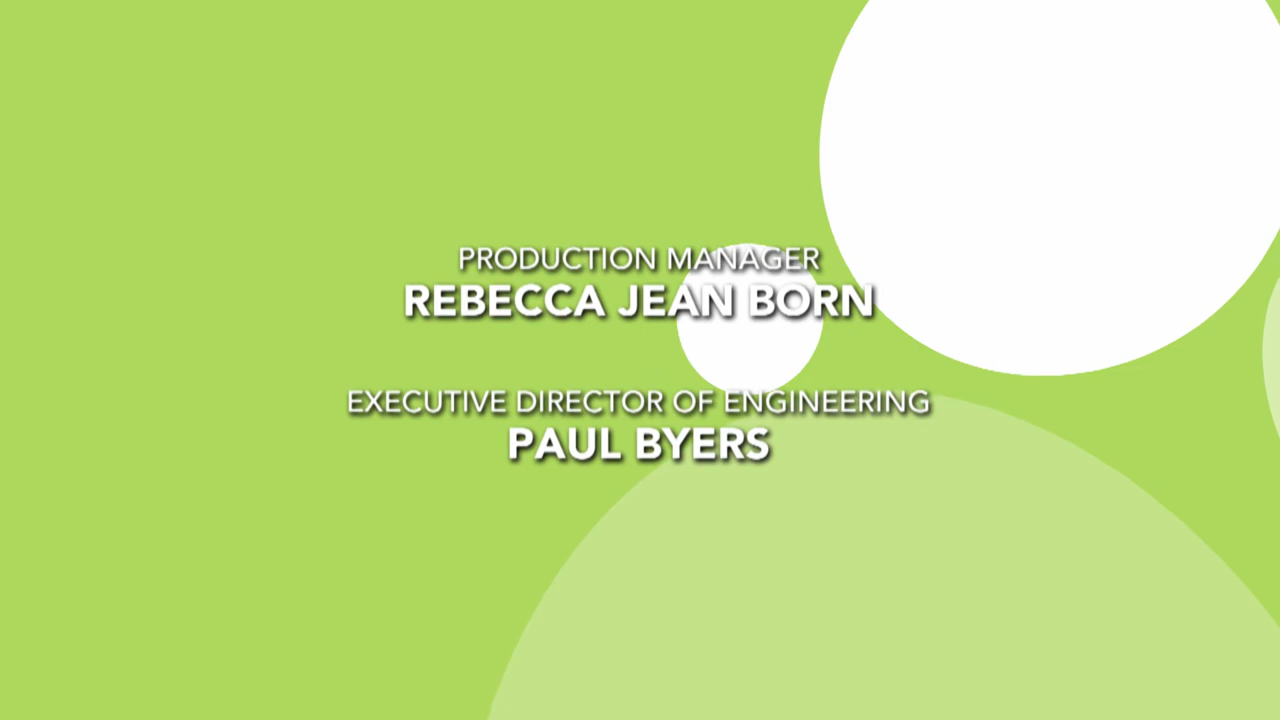 PRODUCTION MANAGER
REBECCA JEAN BORN
EXECUTIVE DIRECTOR OF ENGINEERING
PAUL BYERS